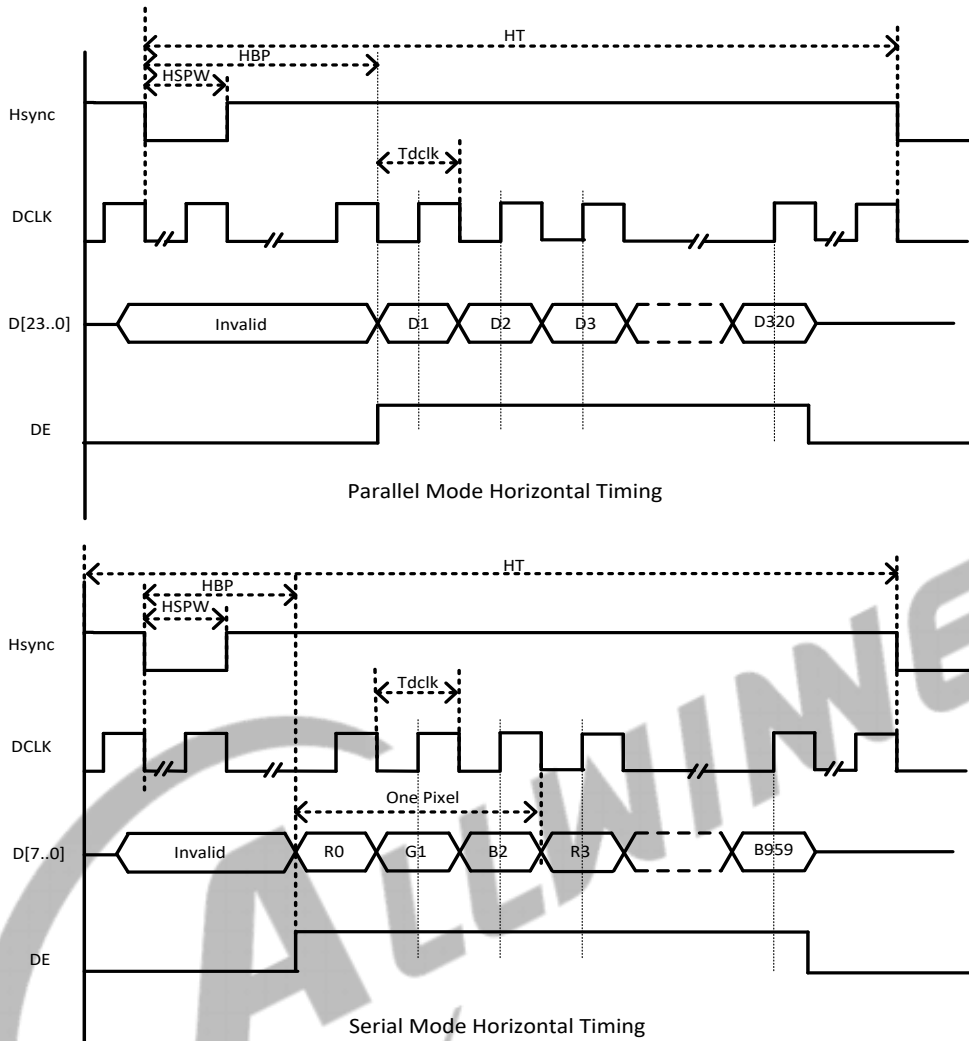 HT
HBP
HSPW
Hsync
Tdclk
DCLK
D[23..0] Invalid D1 D2 D3 D320
DE
Parallel Mode Horizontal Timing
HT
HBP
HSPW
Hsync
Tdclk
DCLK
One Pixel
D[7..0] Invalid R0 G1 B2 R3 B959
DE
Serial Mode Horizontal Timing
ALLWINNE